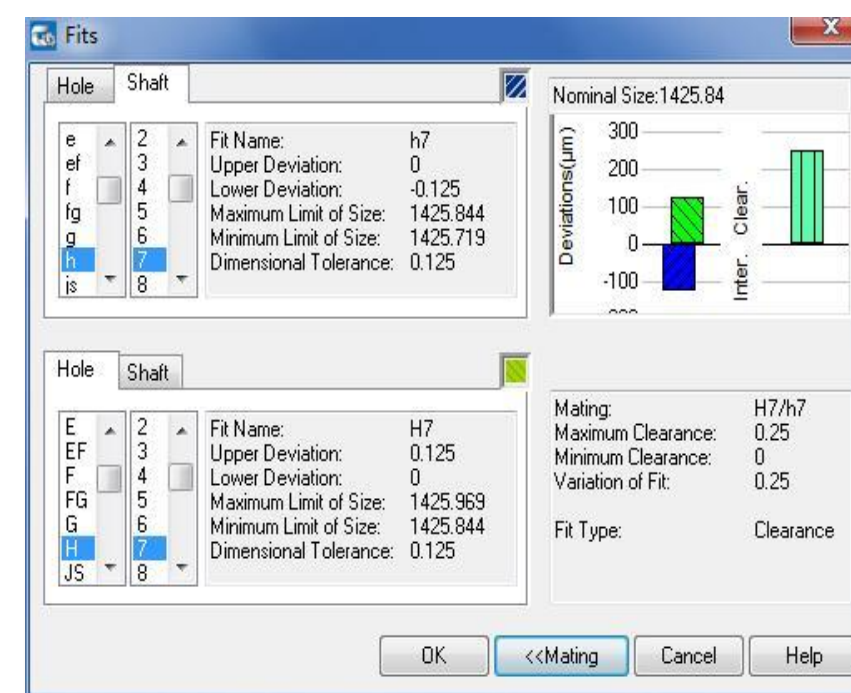 Fits
X
Hole Shaft
e
ef
f
fg
g
h
js
2
3
4
5
6
7
8
Fit Name: h7
Upper Deviation: 0
Lower Deviation: -0.125
Maximum Limit of Size: 1425.844
Minimum Limit of Size: 1425.719
Dimensional Tolerance: 0.125
Nominal Size:1425.84
Deviations(μm)
300
200
100
0
-100
Inter. Clear.
Hole Shaft
E
EF
F
FG
G
H
JS
2
3
4
5
6
7
8
Fit Name: H7
Upper Deviation: 0.125
Lower Deviation: 0
Maximum Limit of Size: 1425.969
Minimum Limit of Size: 1425.844
Dimensional Tolerance: 0.125
Mating: H7/h7
Maximum Clearance: 0.25
Minimum Clearance: 0
Variation of Fit: 0.25
Fit Type: Clearance
OK <<Mating Cancel Help